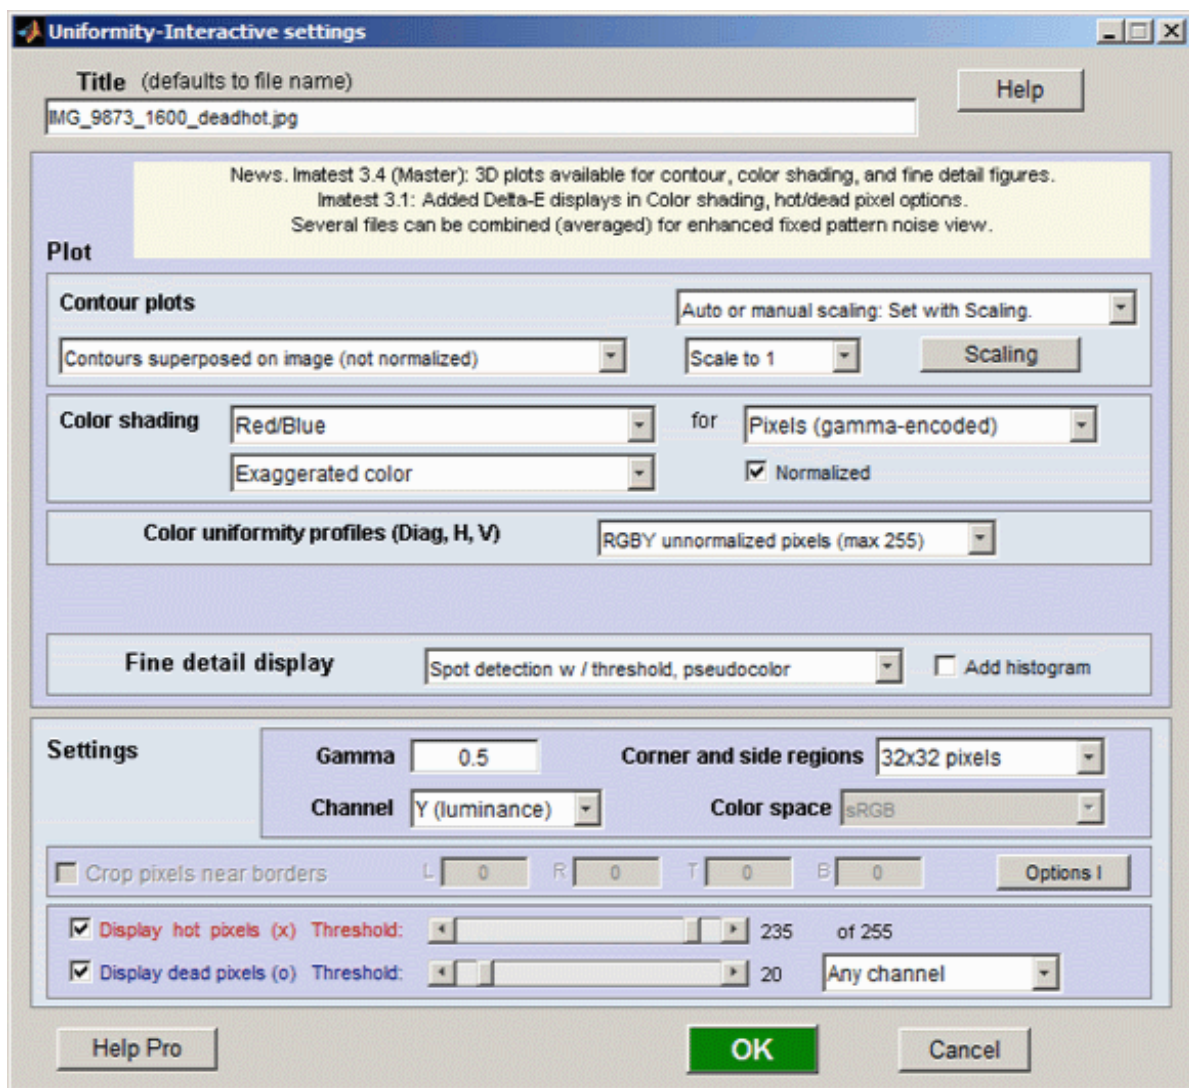 Uniformity-Interactive settings
Title (defaults to file name)
Help
IMG_9873_1600_deadhot.jpg
News. Imatest 3.4 (Master): 3D plots available for contour, color shading, and fine detail figures.
Imatest 3.1: Added Delta-E displays in Color shading, hot/dead pixel options.
Several files can be combined (averaged) for enhanced fixed pattern noise view.
Plot
Contour plots
Auto or manual scaling: Set with Scaling.
Contours superposed on image (not normalized)
Scale to 1
Scaling
Color shading
Red/Blue
for
Pixels (gamma-encoded)
Exaggerated color
Normalized
Color uniformity profiles (Diag, H, V)
RGBY unnormalized pixels (max 255)
Fine detail display
Spot detection w / threshold, pseudocolor
Add histogram
Settings
Gamma
0.5
Corner and side regions
32x32 pixels
Channel
Y (luminance)
Color space
sRGB
Crop pixels near borders
L 0 R 0 T 0 B 0
Options I
Display hot pixels (x) Threshold:
235 of 255
Display dead pixels (o) Threshold:
20
Any channel
Help Pro
OK
Cancel